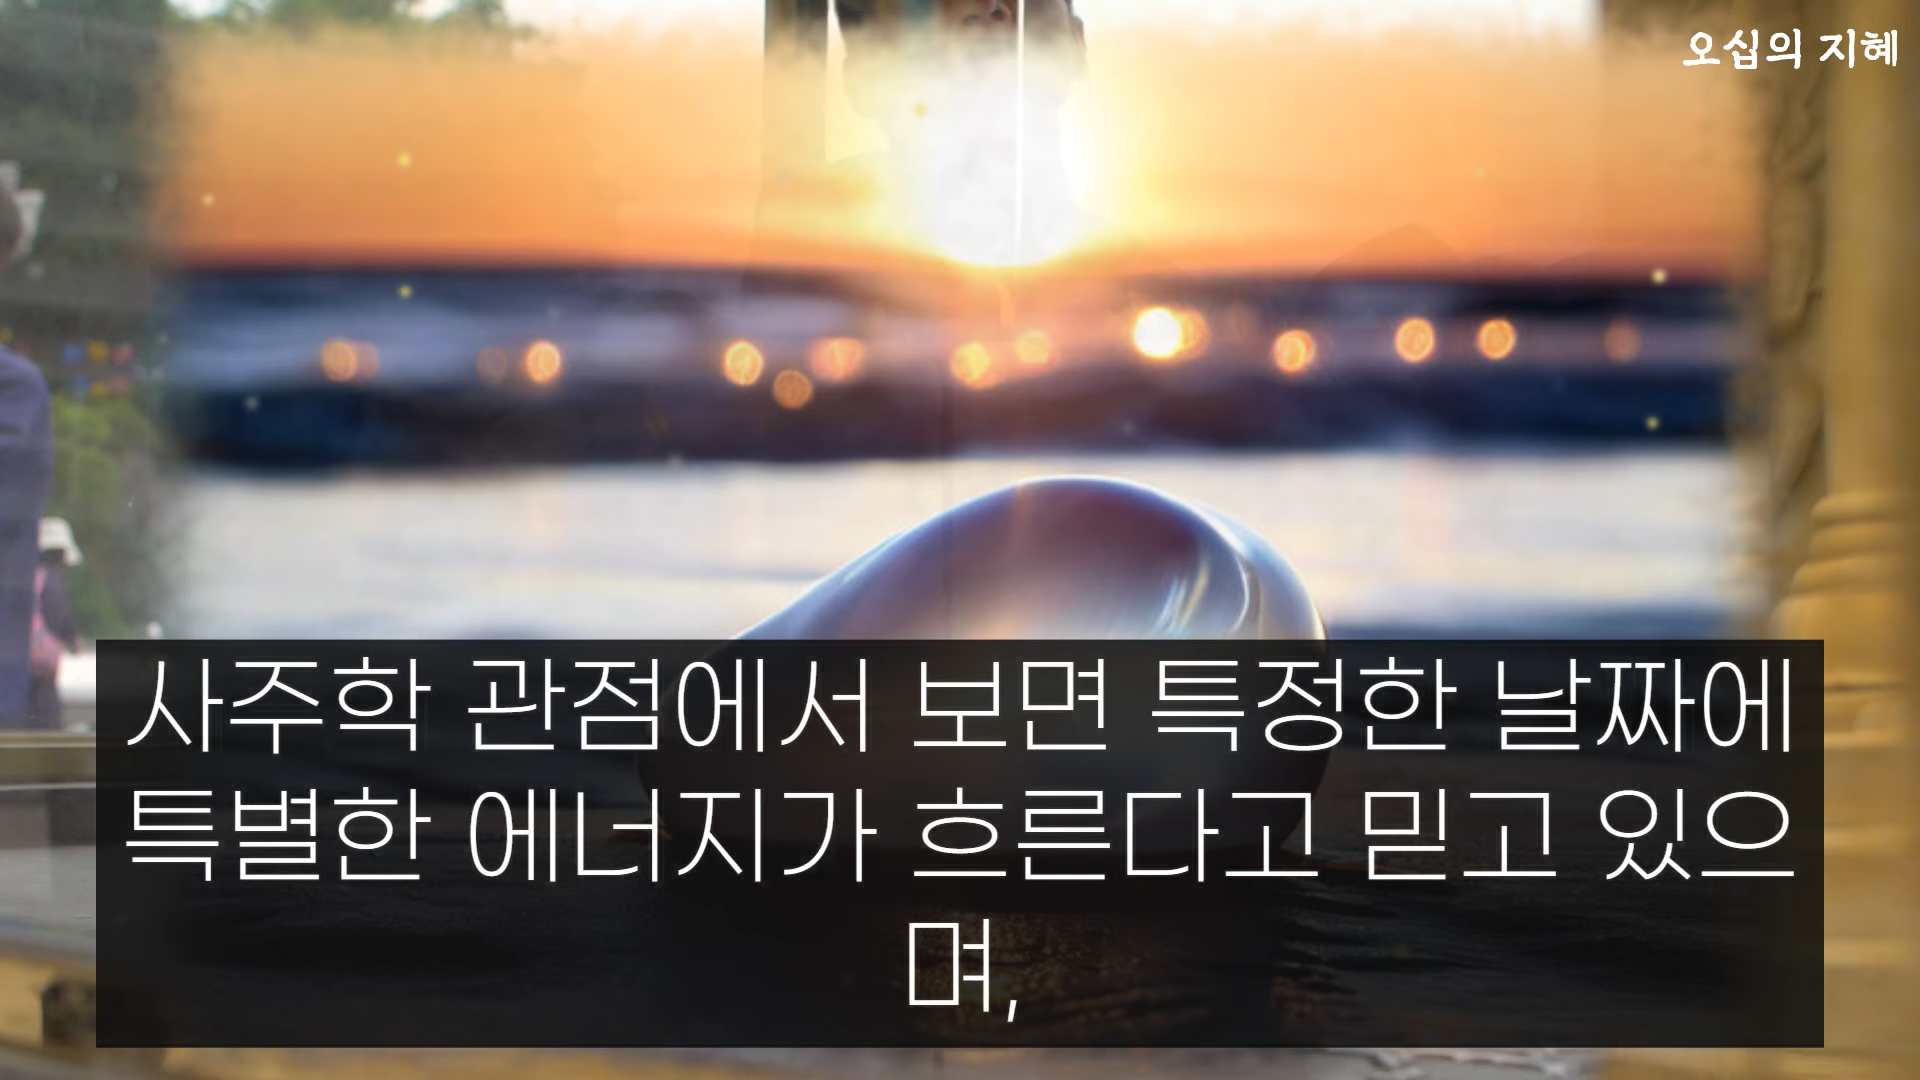 오십의 지혜
사주학 관점에서 보면 특정한 날짜에
특별한 에너지가 흐른다고 믿고 있으
며,